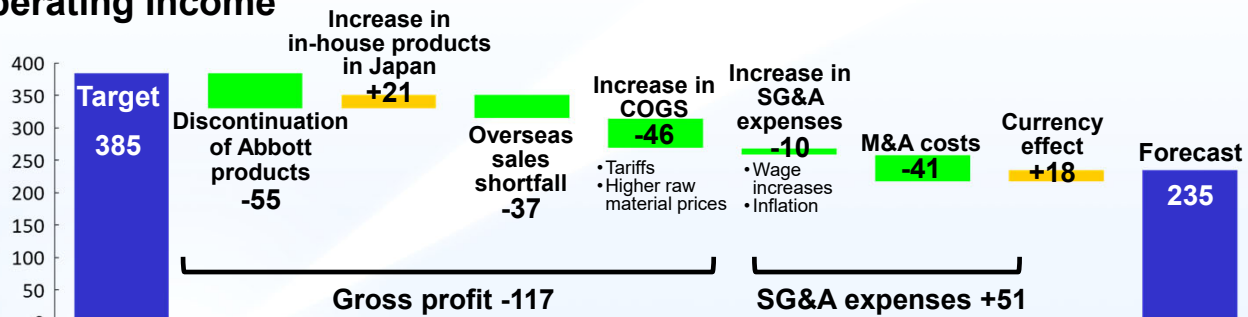 perating income
400
350
300
250
200
150
100
50
Target
385
Discontinuation
of Abbott
products
-55
Increase in
in-house products
in Japan
+21
Overseas
sales
shortfall
-37
Increase in
COGS
-46
•Tariffs
•Higher raw
material prices
Increase in
SG&A
expenses
-10
•Wage
increases
•Inflation
M&A costs
-41
Currency
effect
+18
Forecast
235
Gross profit -117
SG&A expenses +51